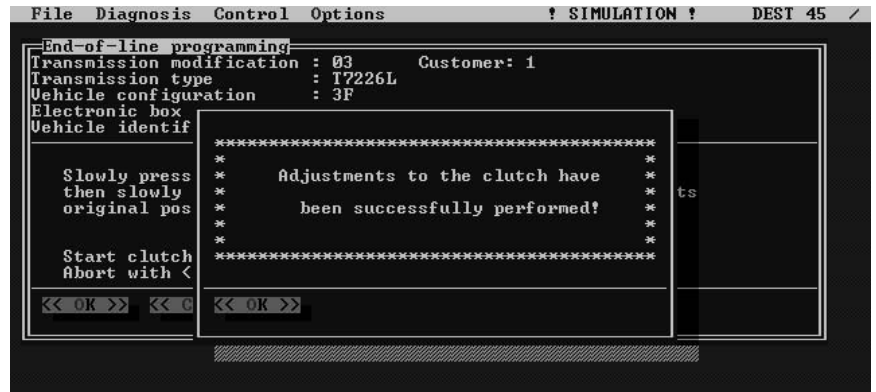 File Diagnosis Control Options ! SIMULATION ! DEST 45 /
End-of-line programming
Transmission modification : 03 Customer: 1
Transmission type : T7226L
Vehicle configuration : 3F
Electronic box
Vehicle identif
****************************************
* *
* Adjustments to the clutch have *
Slowly press
then slowly * been successfully performed! * ts
original pos
* *
* *
Start clutch ****************************************
Abort with <
<< OK >> << C << OK >>